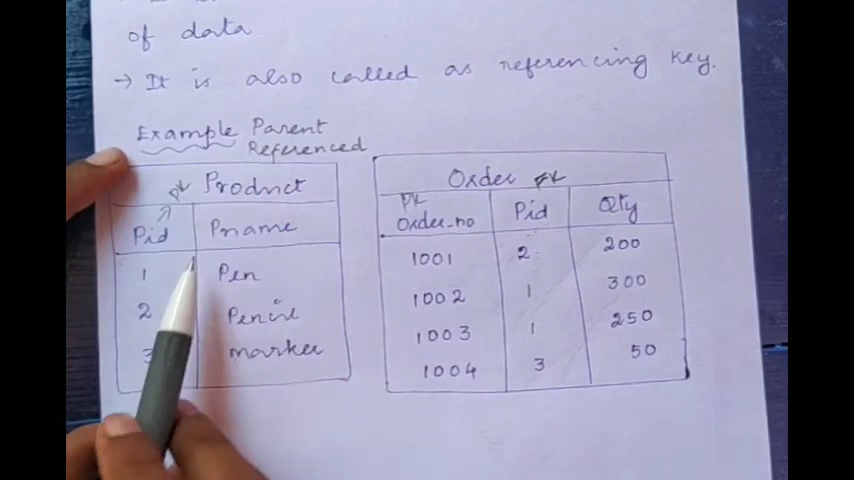 of data.
→ It is also called as referencing key.
Example Parent
Referenced
PK Product
Pid Pname
1 Pen
2 Pencil
3 marker
Order FK
PK
Order_no Pid Qty
1001 2 200
1002 1 300
1003 1 250
1004 3 50